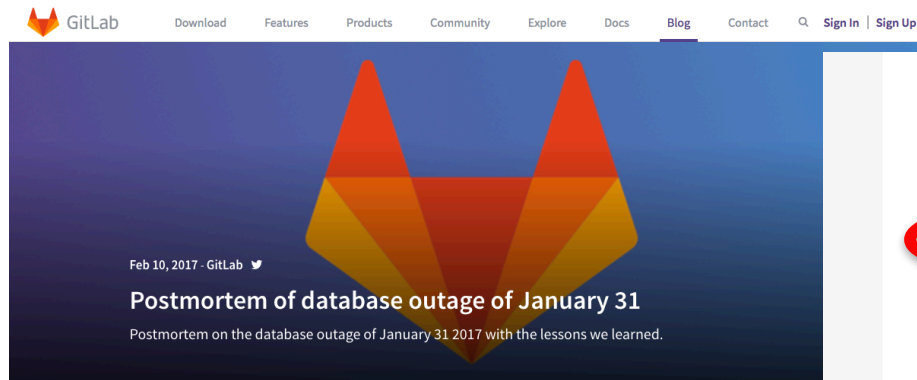 GitLab Download Features Products Community Explore Docs Blog Contact Sign In | Sign Up
Feb 10, 2017 - GitLab
Postmortem of database outage of January 31
Postmortem on the database outage of January 31 2017 with the lessons we learned.